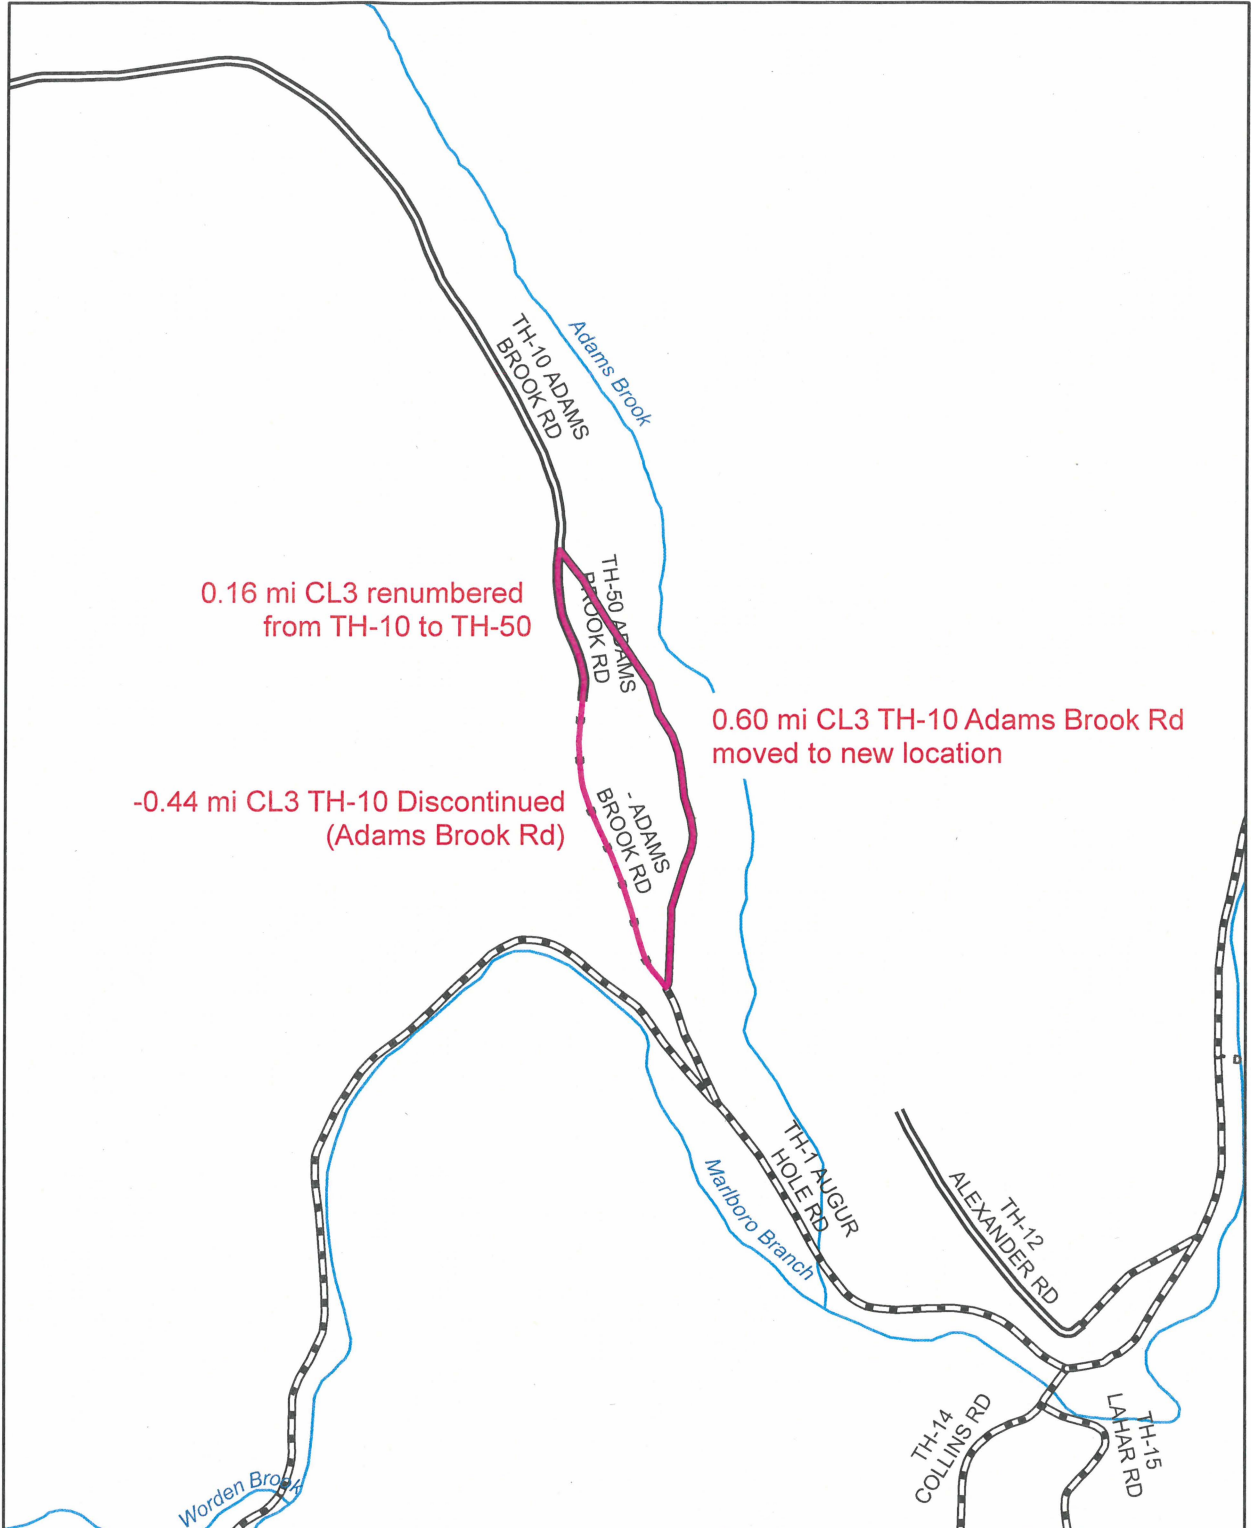 TH-10 ADAMS
BROOK RD
Adams Brook
TH-50 ADAMS
BROOK RD
0.16 mi CL3 renumbered
from TH-10 to TH-50
0.60 mi CL3 TH-10 Adams Brook Rd
moved to new location
-0.44 mi CL3 TH-10 Discontinued
(Adams Brook Rd)
- ADAMS
BROOK RD
TH-1 AUGUR
HOLE RD
Marlboro Branch
TH-12
ALEXANDER RD
TH-14
COLLINS RD
TH-15
LAHAR RD
Worden Brook